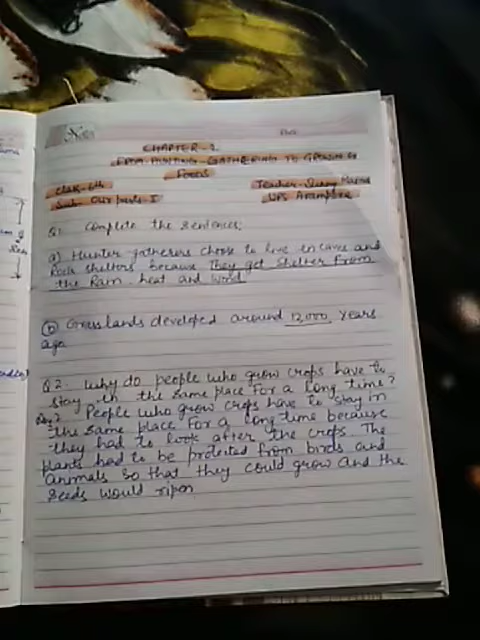 CHAPTER-2
FROM HUNTING-GATHERING TO GROWING
FOODS
Class-6th
Teacher-
Sub:- Our pasts-I
UPS
Q1 Complete the sentences:
a) Hunter gatherers choose to live in caves and
Rock shelters because They get shelter from
the Rain, heat and wind
(b) Grass lands developed around 12,000 years
ago
Q2. Why do people who grow crops have to
stay in the same place For a long time?
Ans? People who grow crops have to stay in
the same place For a long time because
they had to look after the crops. The
plants had to be protected from birds and
animals so that they could grow and the
seeds would ripen